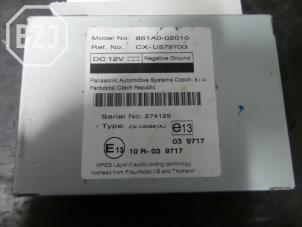 BZJ
Model No. 861A0-02010
Ref. No. CX-US7970G
DC 12V Negative Ground
Panasonic Automotive Systems Czech, s.r.o.
Pardubice, Czech Republic
Serial No. 274125
Type: e13
03 9717
E13 10 R- 03 9717
MPEG Layer-3 audio coding technology
licensed from Fraunhofer IIS and Thomson